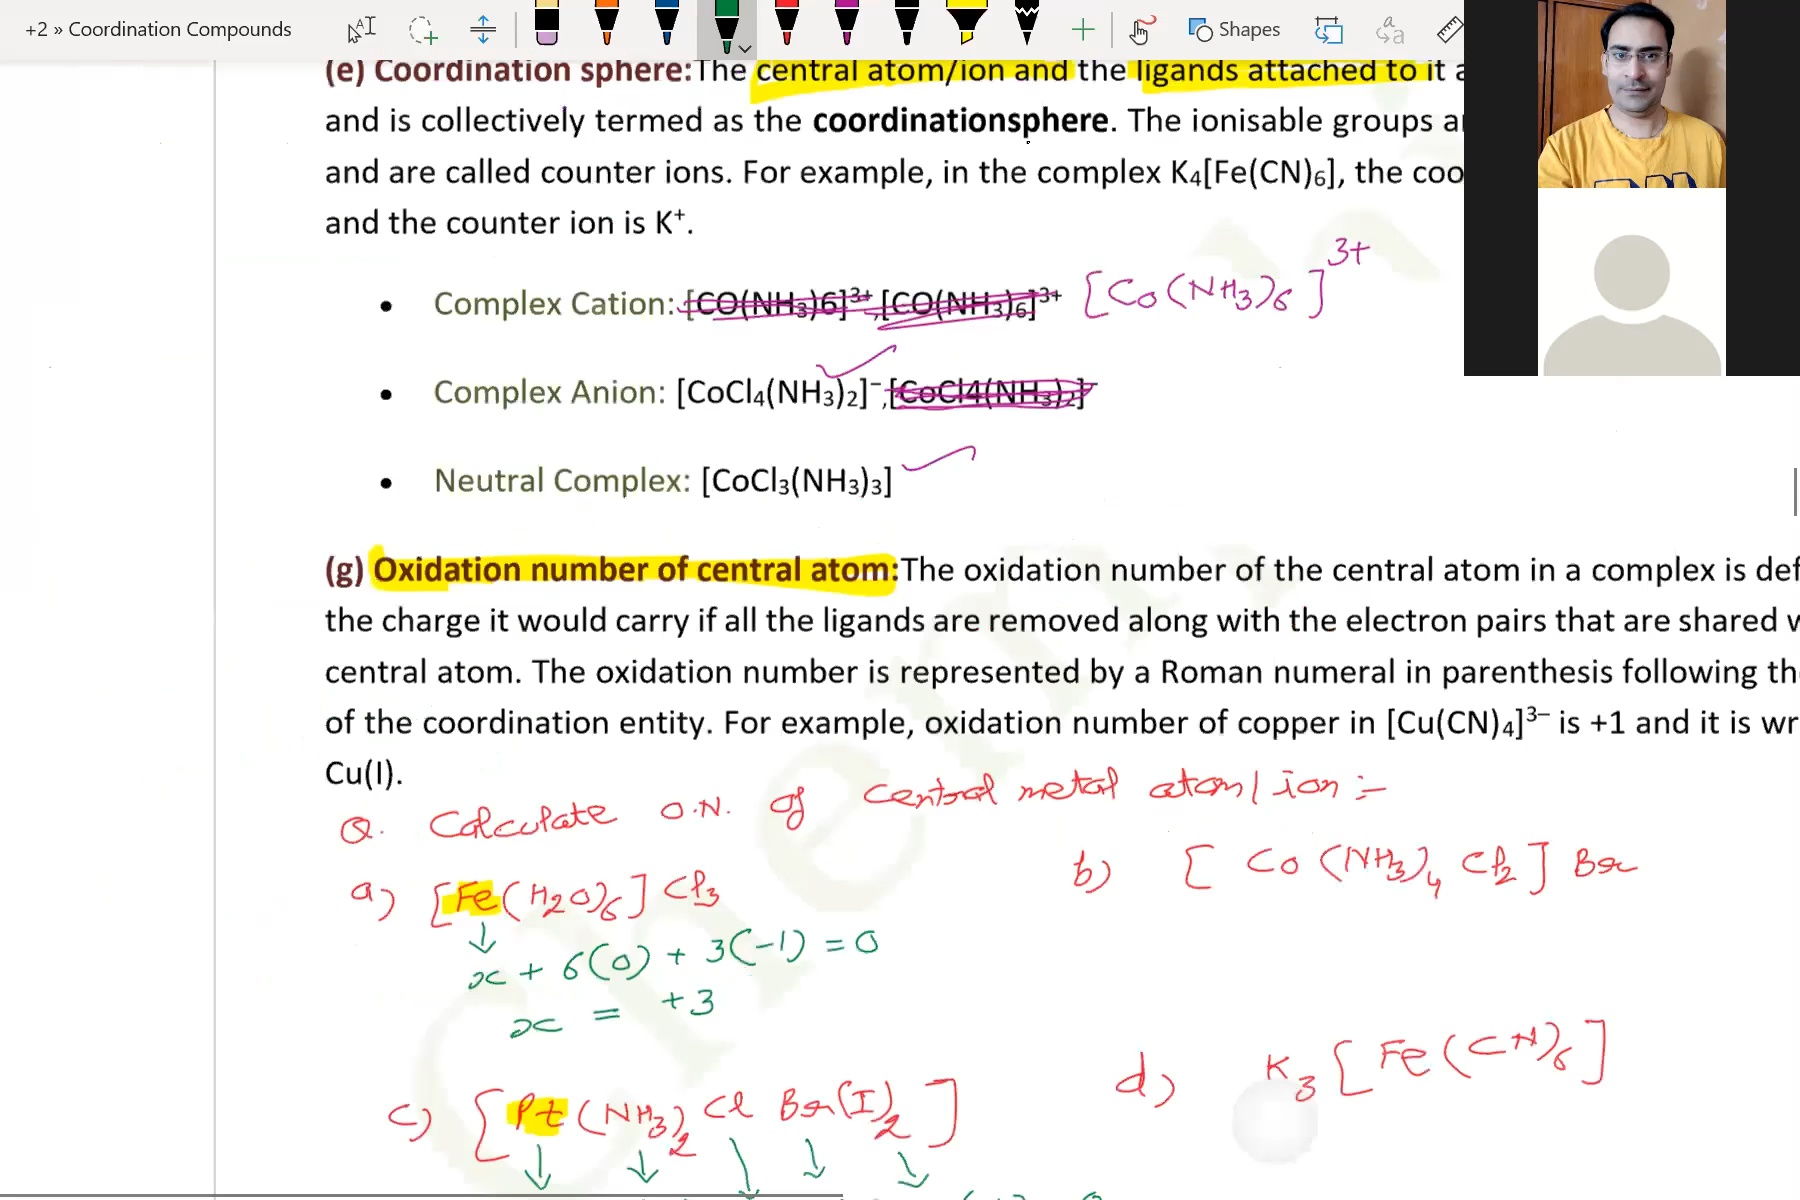 +2 » Coordination Compounds
Shapes
(e) Coordination sphere:The central atom/ion and the ligands attached to it
and is collectively termed as the coordinationsphere. The ionisable groups
and are called counter ions. For example, in the complex K₄[Fe(CN)₆], the
and the counter ion is K⁺.
• Complex Cation: [CO(NH₃)6]³⁺,[CO(NH₃)₆]³⁺ [Co(NH₃)₆]³⁺
• Complex Anion: [CoCl₄(NH₃)₂]⁻,[CoCl4(NH₃)₂]⁻
• Neutral Complex: [CoCl₃(NH₃)₃]
(g) Oxidation number of central atom:The oxidation number of the central atom in a complex is def
the charge it would carry if all the ligands are removed along with the electron pairs that are shared
central atom. The oxidation number is represented by a Roman numeral in parenthesis following th
of the coordination entity. For example, oxidation number of copper in [Cu(CN)₄]³⁻ is +1 and it is wr
Cu(I).
Q. Calculate O.N. of central metal atom/ion :-
a) [Fe(H₂O)₆]Cl₃
b) [Co(NH₃)₄Cl₂]Br
x + 6(0) + 3(-1) = 0
x = +3
c) [Pt(NH₃)₂ Cl Br(I)₂]
d) K₃[Fe(CN)₆]